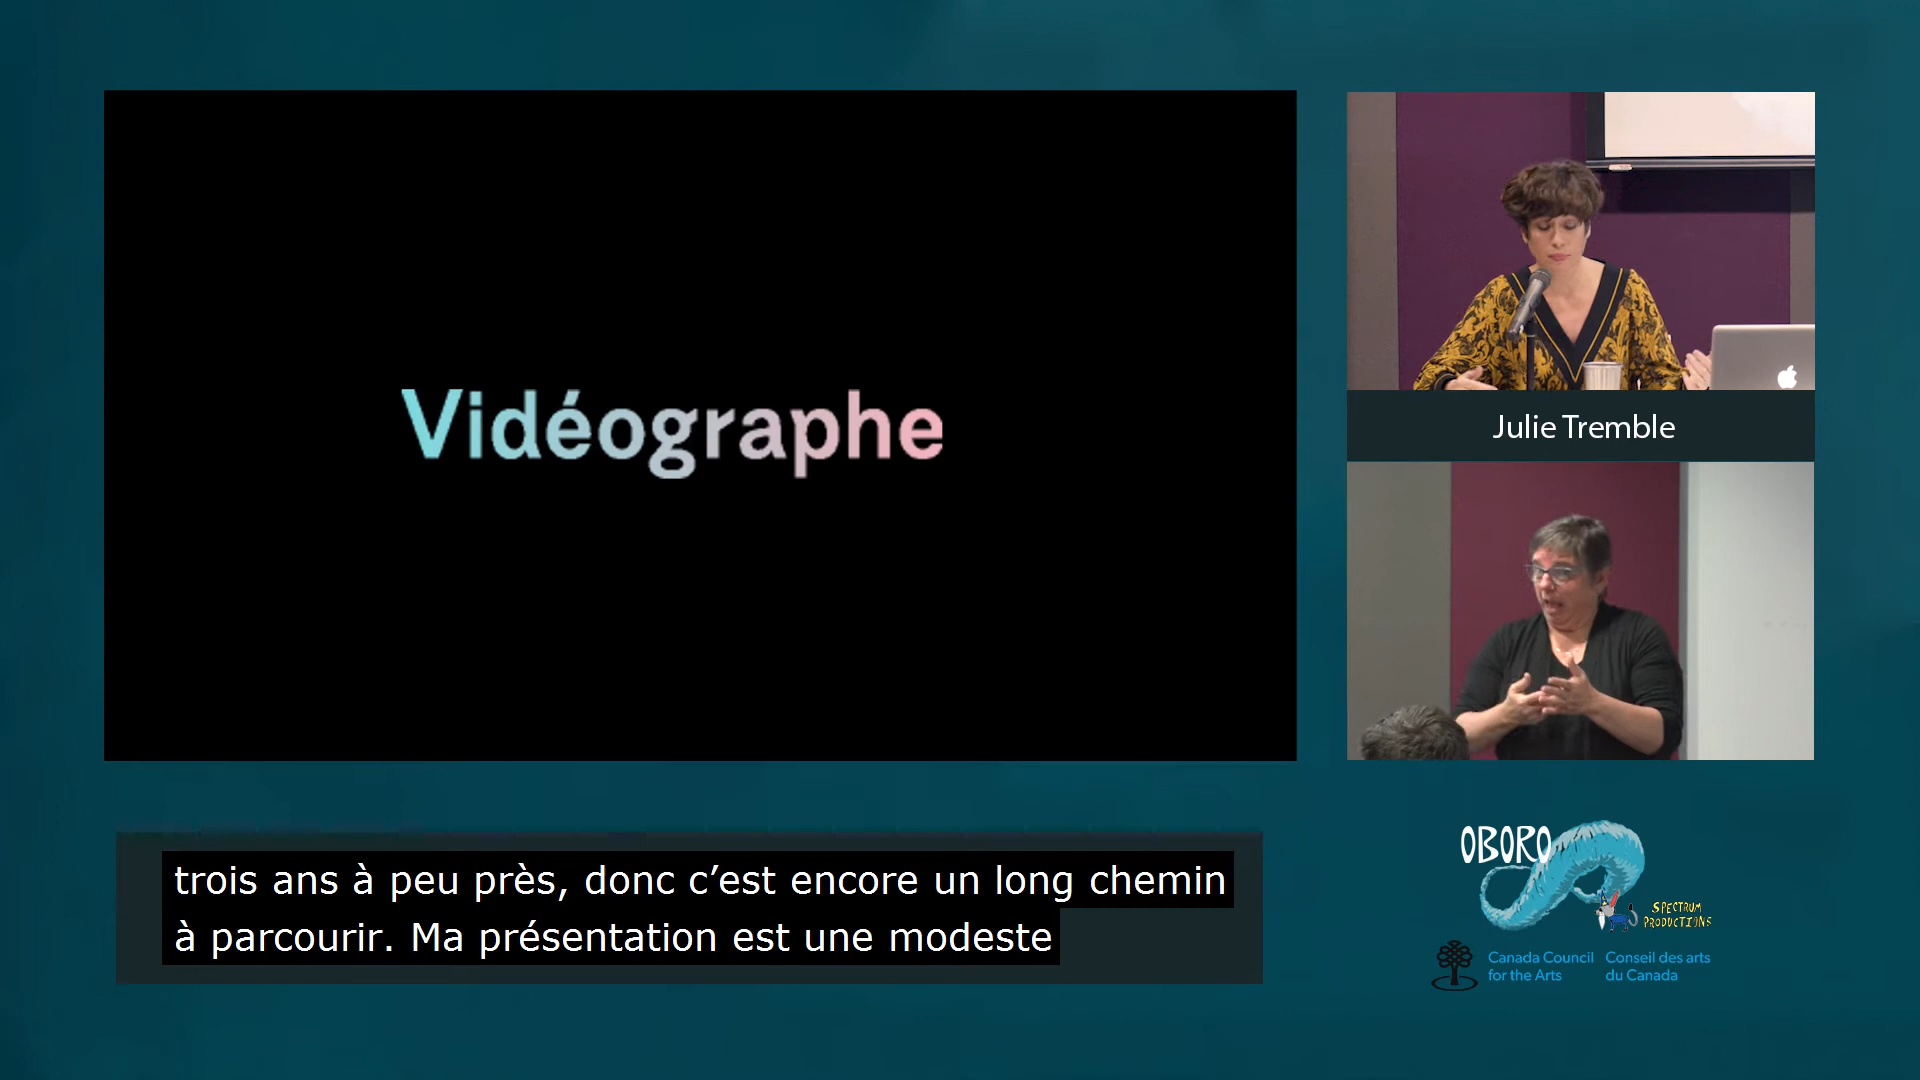 Vidéographe
Julie Tremble
trois ans à peu près, donc c’est encore un long chemin
à parcourir. Ma présentation est une modeste
OBORO
SPECTRUM
PRODUCTIONS
Canada Council
for the Arts
Conseil des arts
du Canada